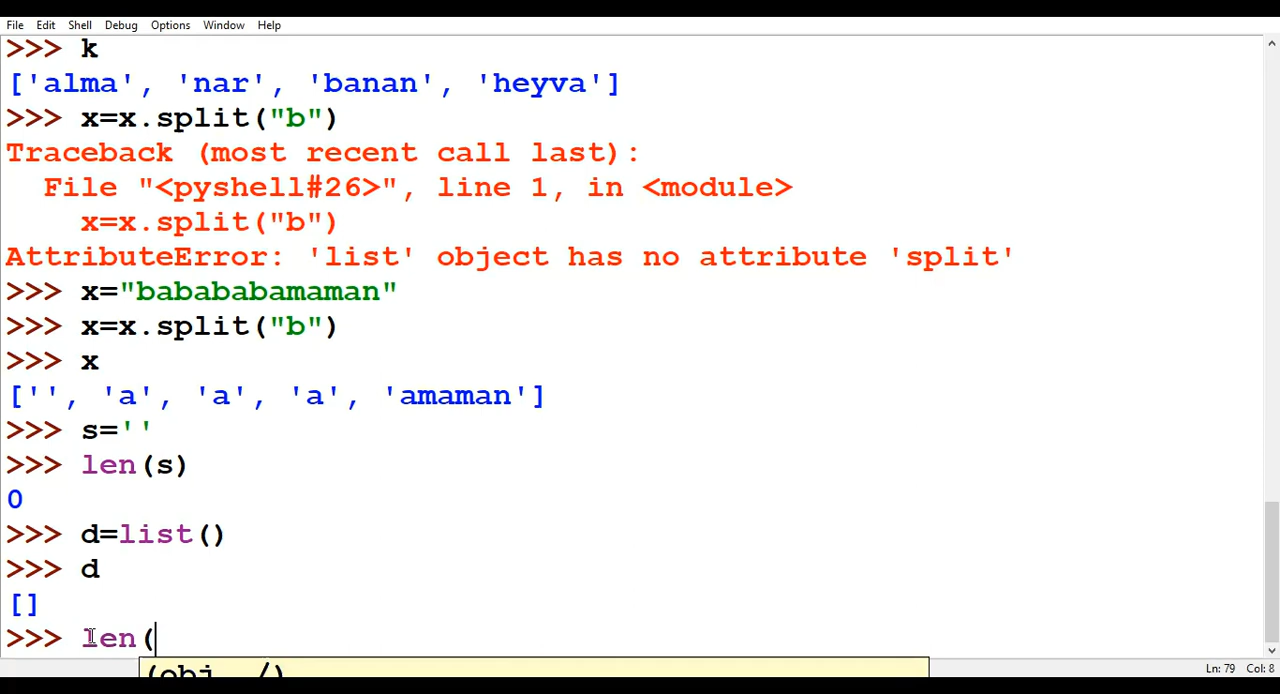 File Edit Shell Debug Options Window Help
>>> k
['alma', 'nar', 'banan', 'heyva']
>>> x=x.split("b")
Traceback (most recent call last):
  File "<pyshell#26>", line 1, in <module>
    x=x.split("b")
AttributeError: 'list' object has no attribute 'split'
>>> x="babababamaman"
>>> x=x.split("b")
>>> x
['', 'a', 'a', 'a', 'amaman']
>>> s=''
>>> len(s)
0
>>> d=list()
>>> d
[]
>>> len(
(obj, /)
Ln: 79 Col: 8